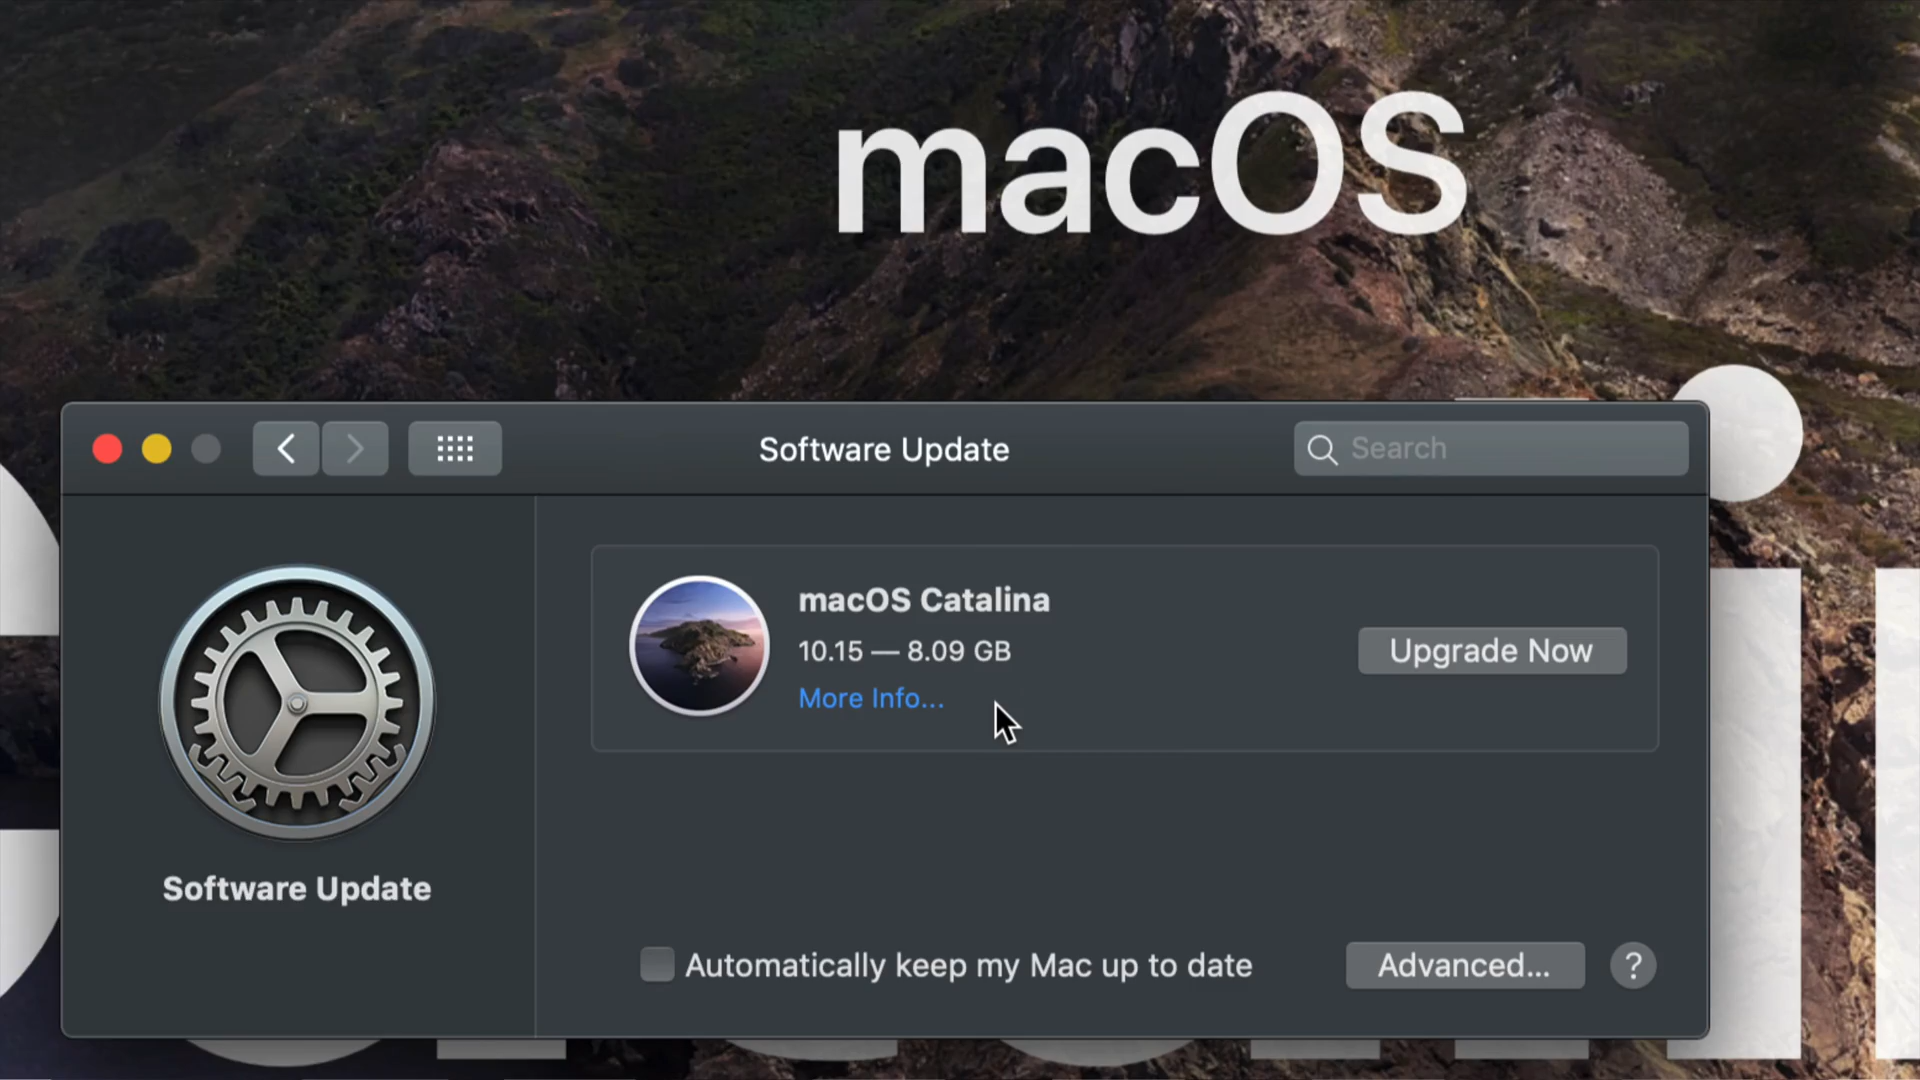 macOS
Software Update
Search
macOS Catalina
10.15 — 8.09 GB
More Info...
Upgrade Now
Software Update
Automatically keep my Mac up to date
Advanced...
?